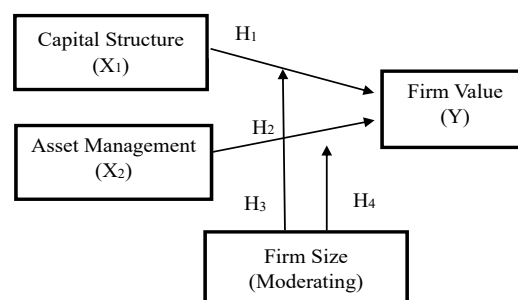 H₁
Capital Structure
(X₁)
Firm Value
(Y)
H₂
Asset Management
(X₂)
H₃
H₄
Firm Size
(Moderating)